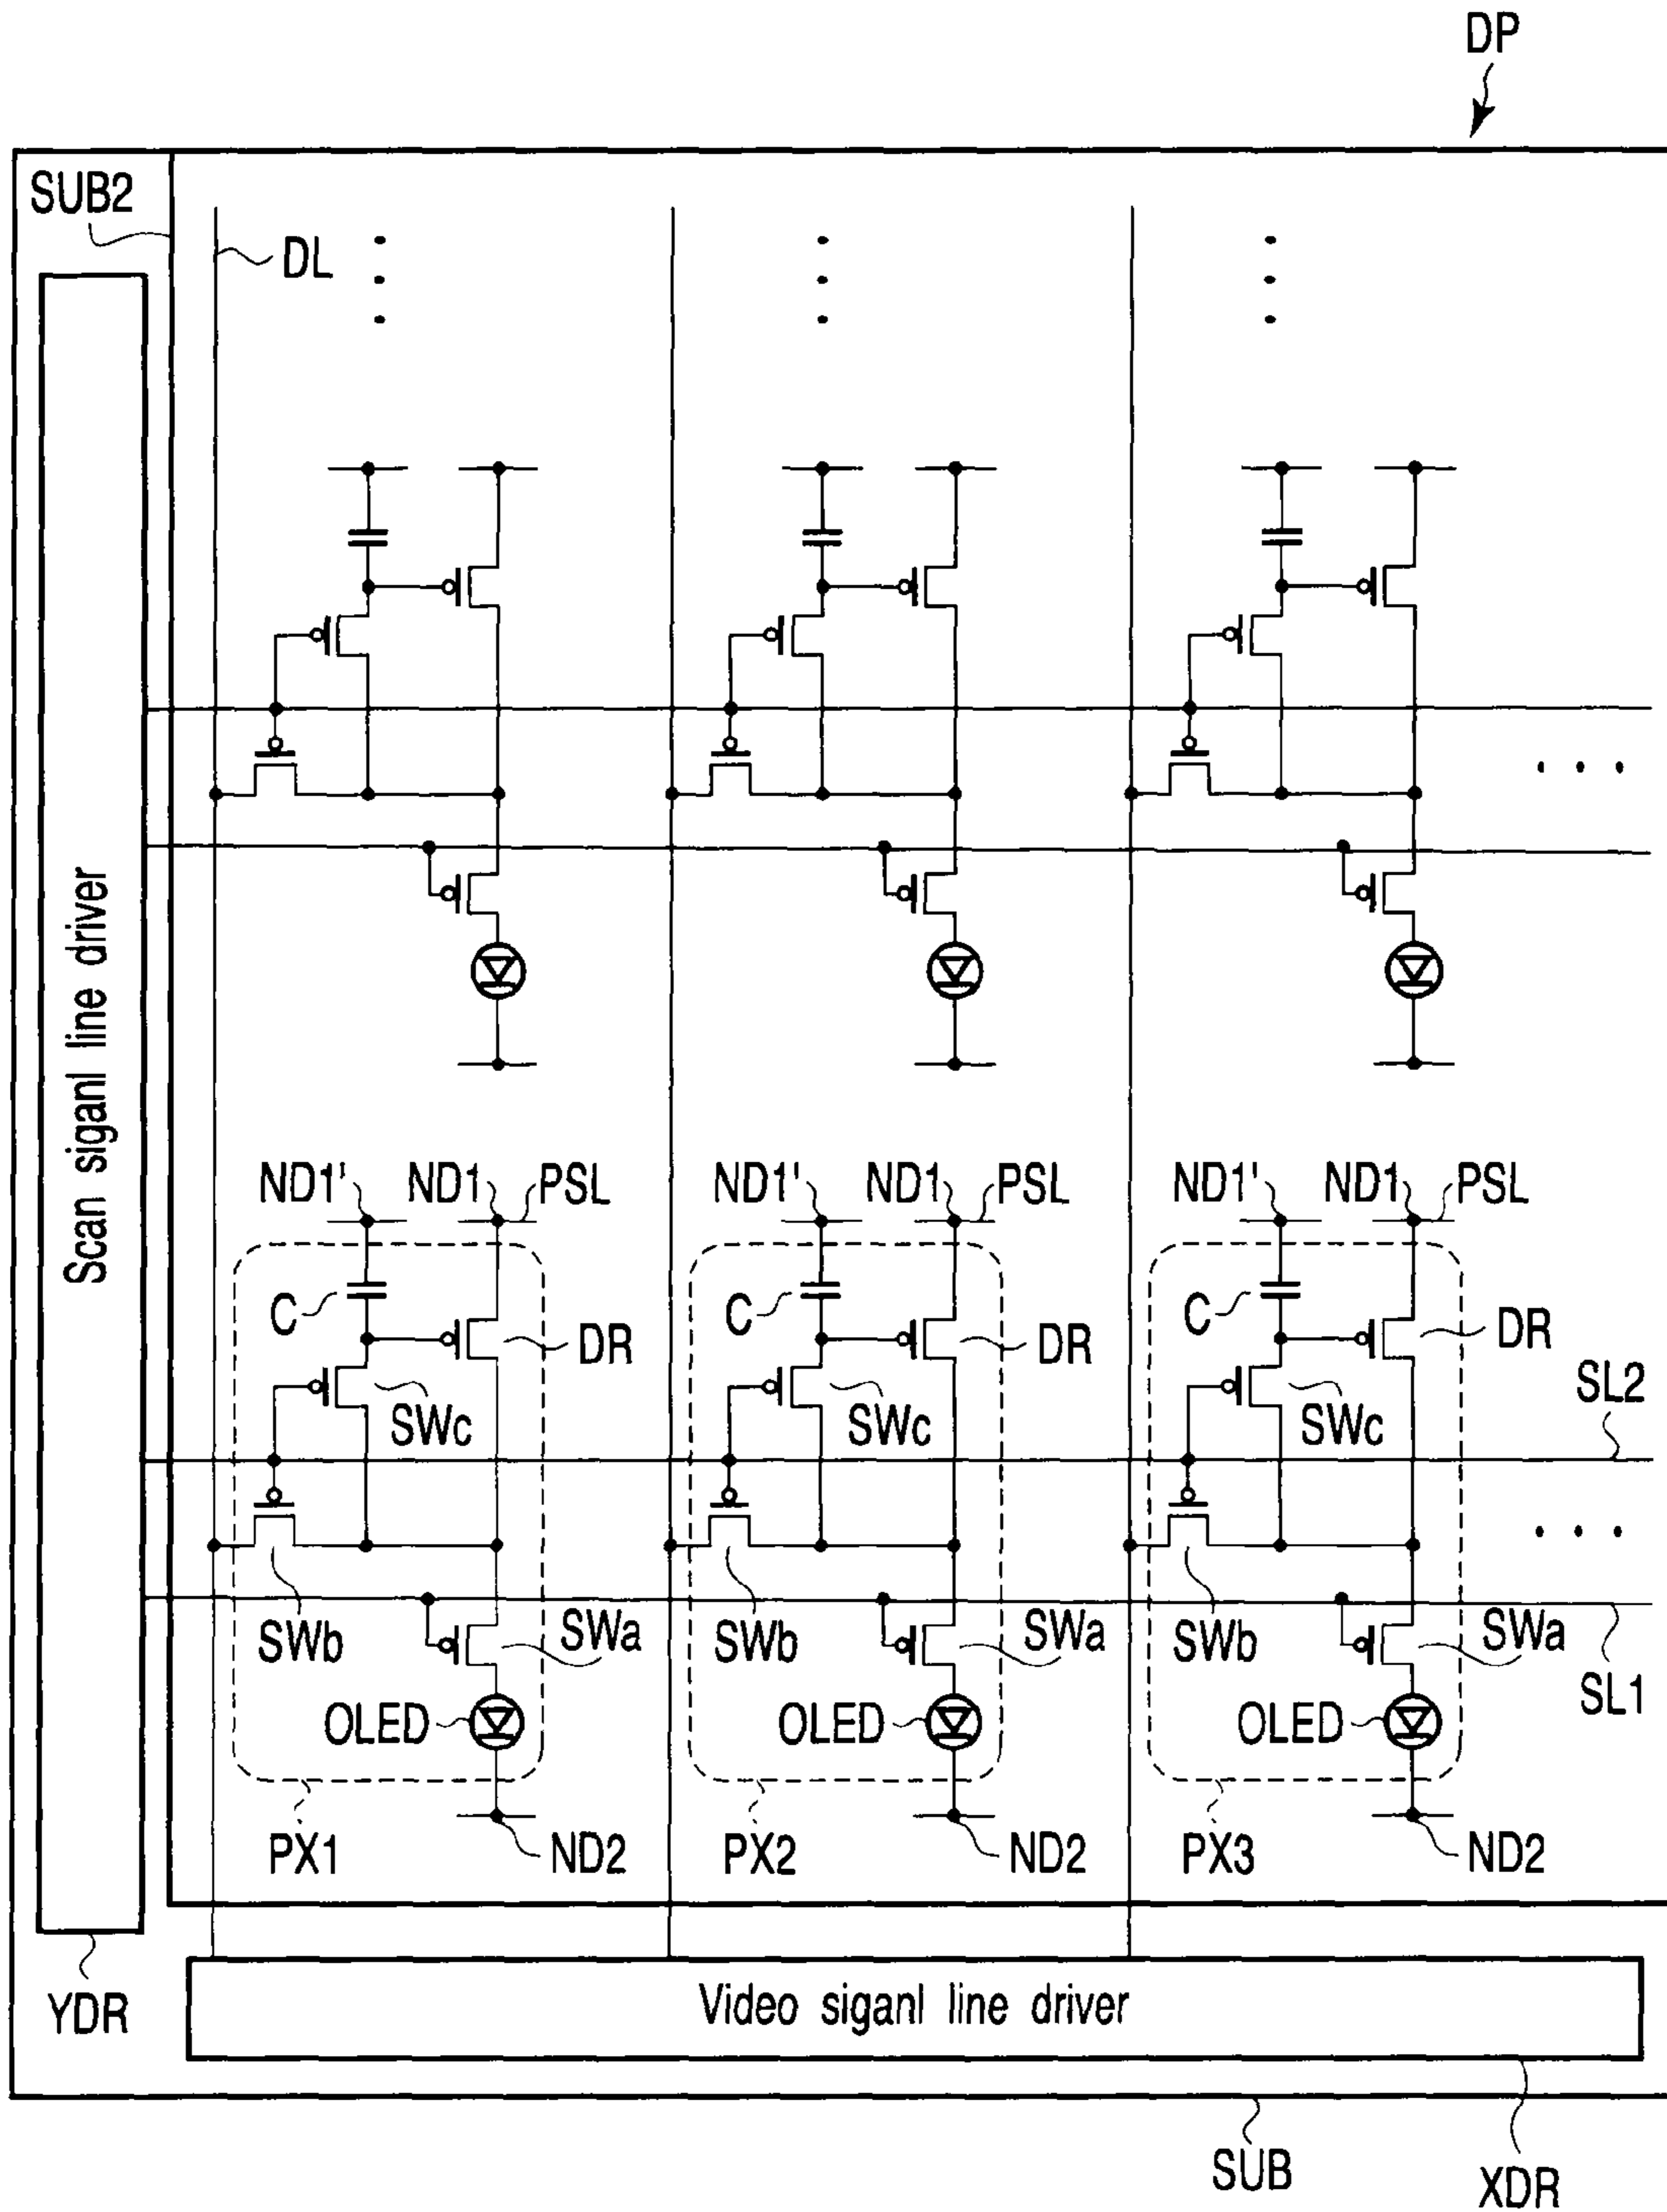 DP
SUB2
DL
Scan siganl line driver
ND1' ND1 PSL ND1' ND1 PSL ND1' ND1 PSL
C DR C DR C DR
SL2
SWc SWc SWc
SWb SWa SWb SWa SWb SWa
SL1
OLED OLED OLED
PX1 ND2 PX2 ND2 PX3 ND2
YDR
Video siganl line driver
SUB
XDR